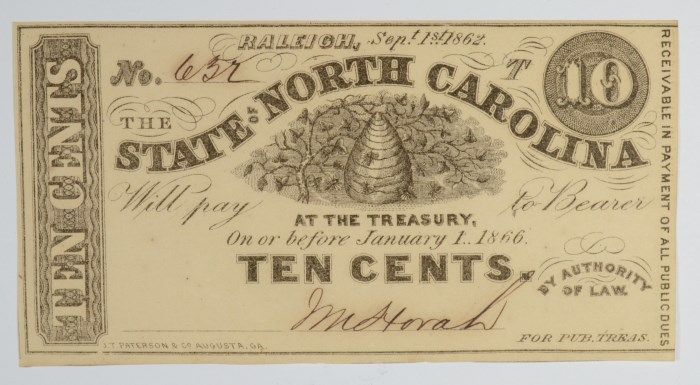 RALEIGH, Sept. 1st 1862.
No. 632
T
10
THE
STATE OF NORTH CAROLINA
Will pay to Bearer
AT THE TREASURY,
On or before January 1. 1866.
TEN CENTS.
BY AUTHORITY
OF LAW.
FOR PUB. TREAS.
J.T. PATERSON & CO AUGUSTA, GA.
TEN CENTS
RECEIVABLE IN PAYMENT OF ALL PUBLIC DUES